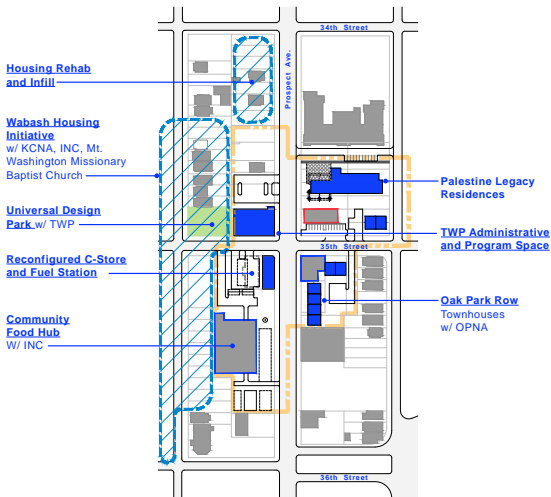 34th Street
Prospect Ave.
Housing Rehab
and Infill
Wabash Housing
Initiative
w/ KCNA, INC, Mt.
Washington Missionary
Baptist Church
Universal Design
Park w/ TWP
Reconfigured C-Store
and Fuel Station
Community
Food Hub
W/ INC
Palestine Legacy
Residences
TWP Administrative
and Program Space
35th Street
Oak Park Row
Townhouses
w/ OPNA
36th Street